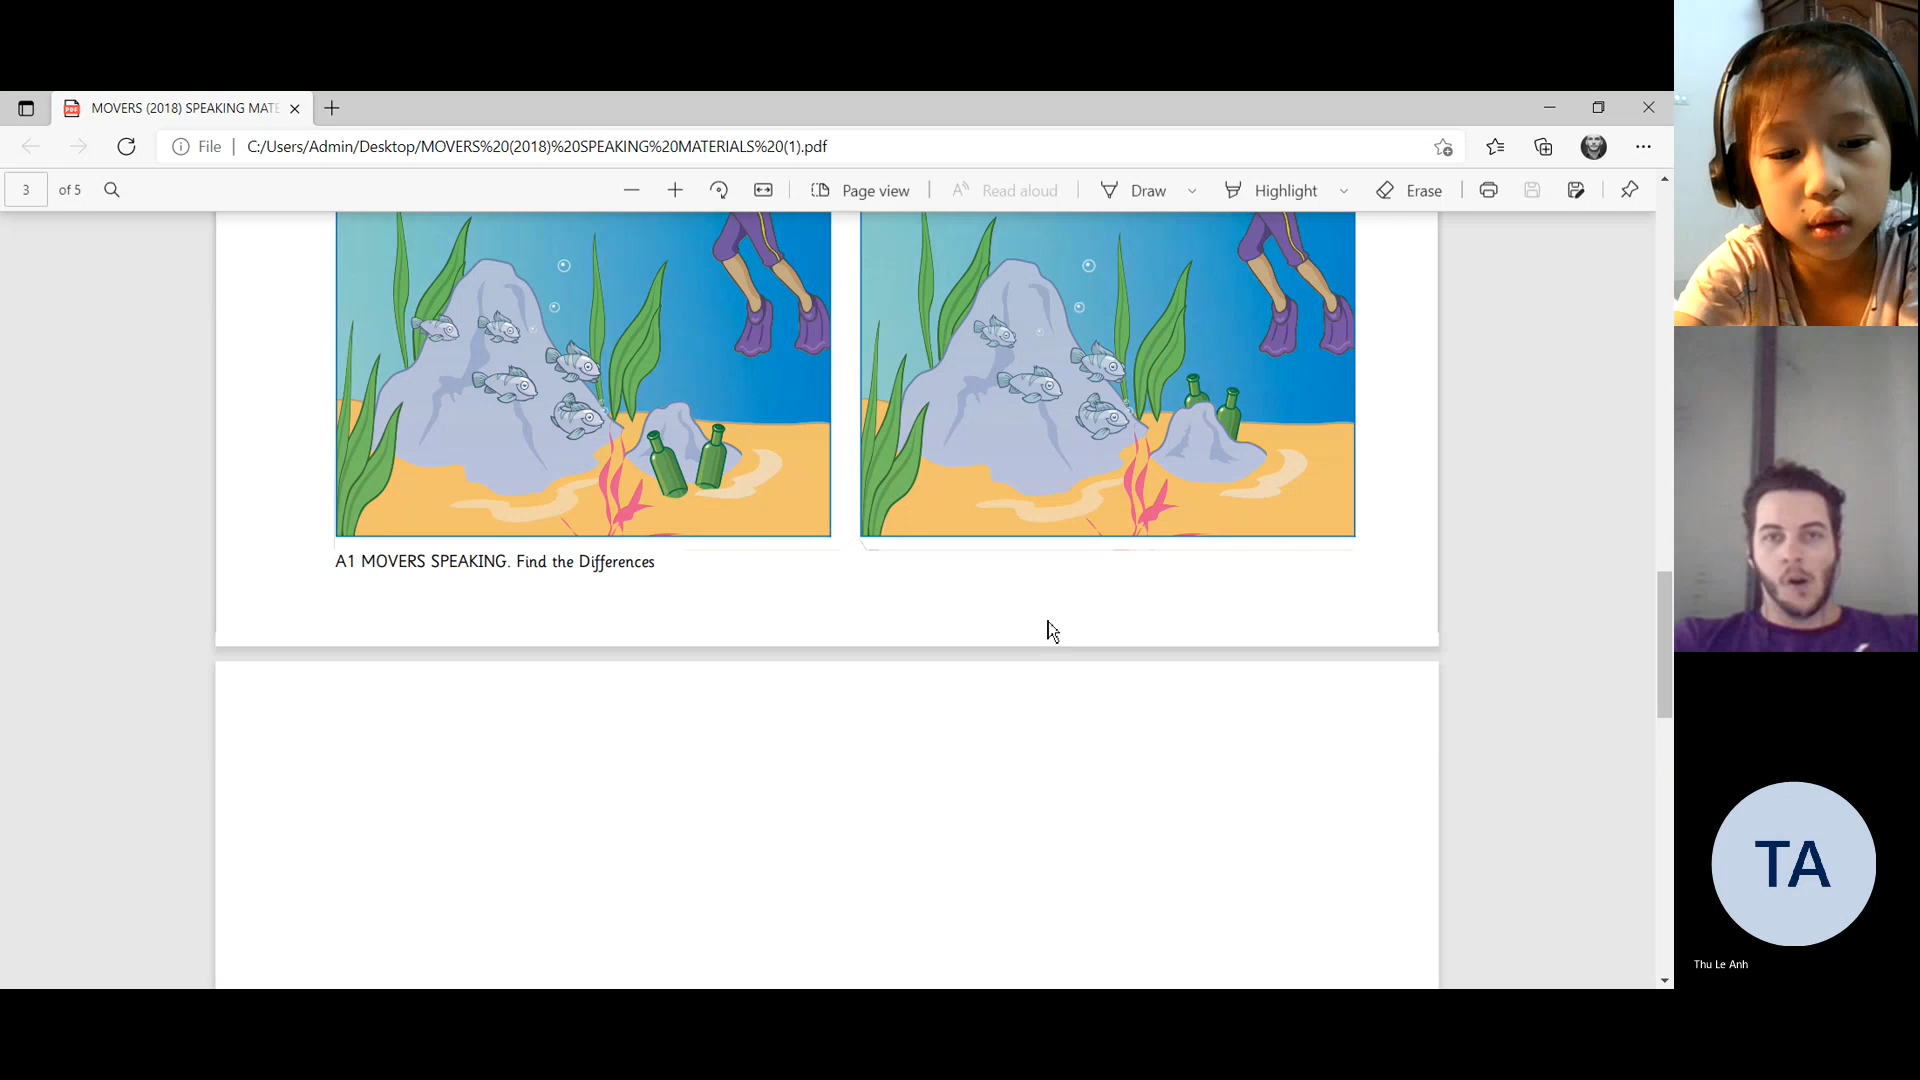 MOVERS (2018) SPEAKING MATE
File
C:/Users/Admin/Desktop/MOVERS%20(2018)%20SPEAKING%20MATERIALS%20(1).pdf
3 of 5
Page view
Read aloud
Draw
Highlight
Erase
A1 MOVERS SPEAKING. Find the Differences
TA
Thu Le Anh